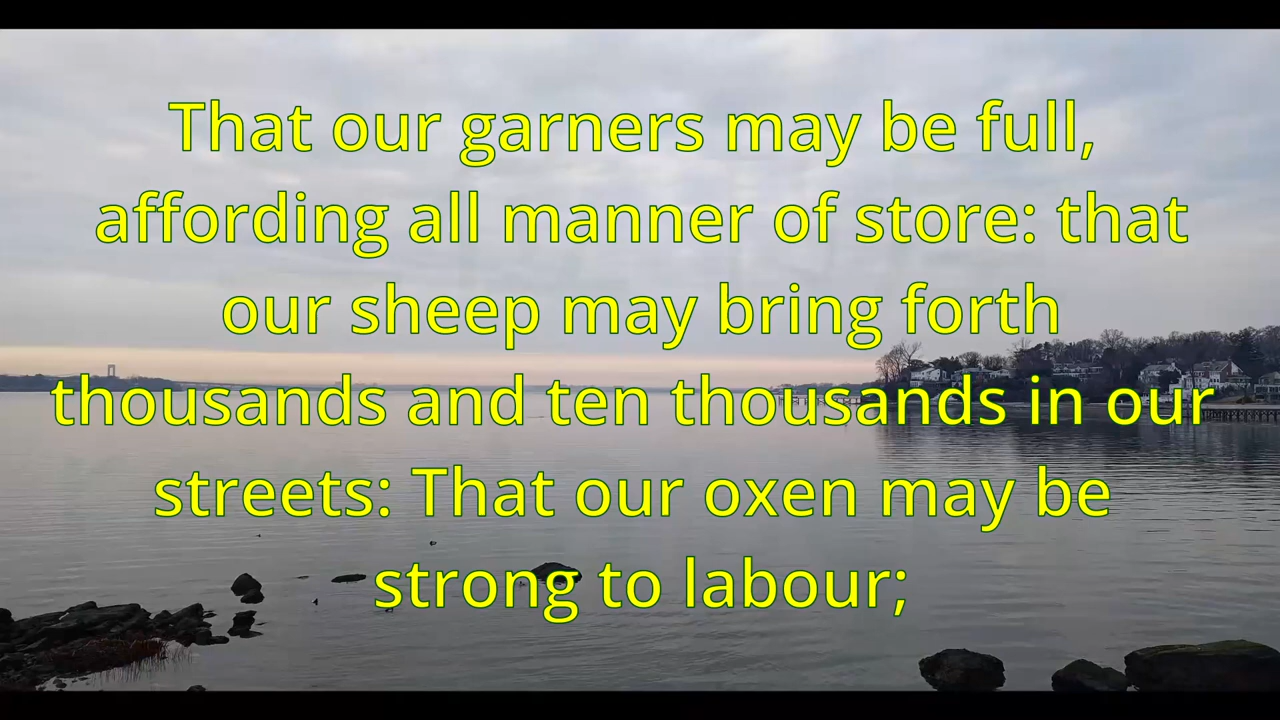 That our garners may be full,
affording all manner of store: that
our sheep may bring forth
thousands and ten thousands in our
streets: That our oxen may be
strong to labour;